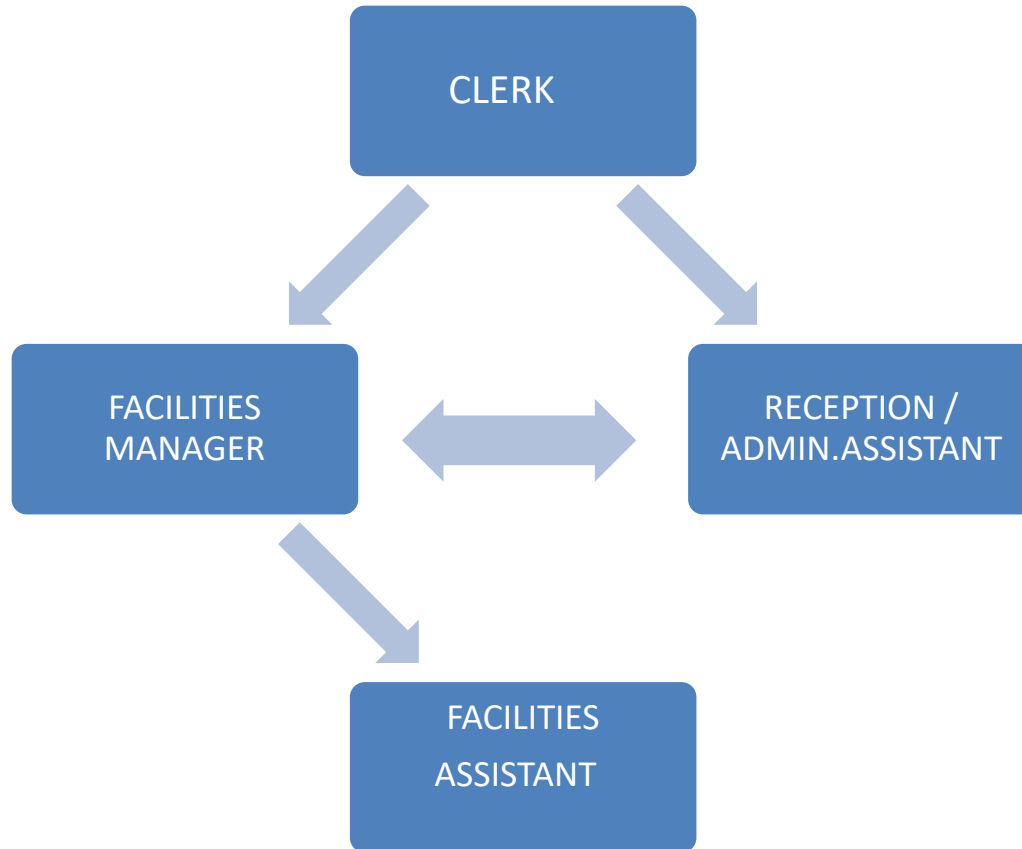 CLERK
FACILITIES
MANAGER
RECEPTION /
ADMIN.ASSISTANT
FACILITIES
ASSISTANT